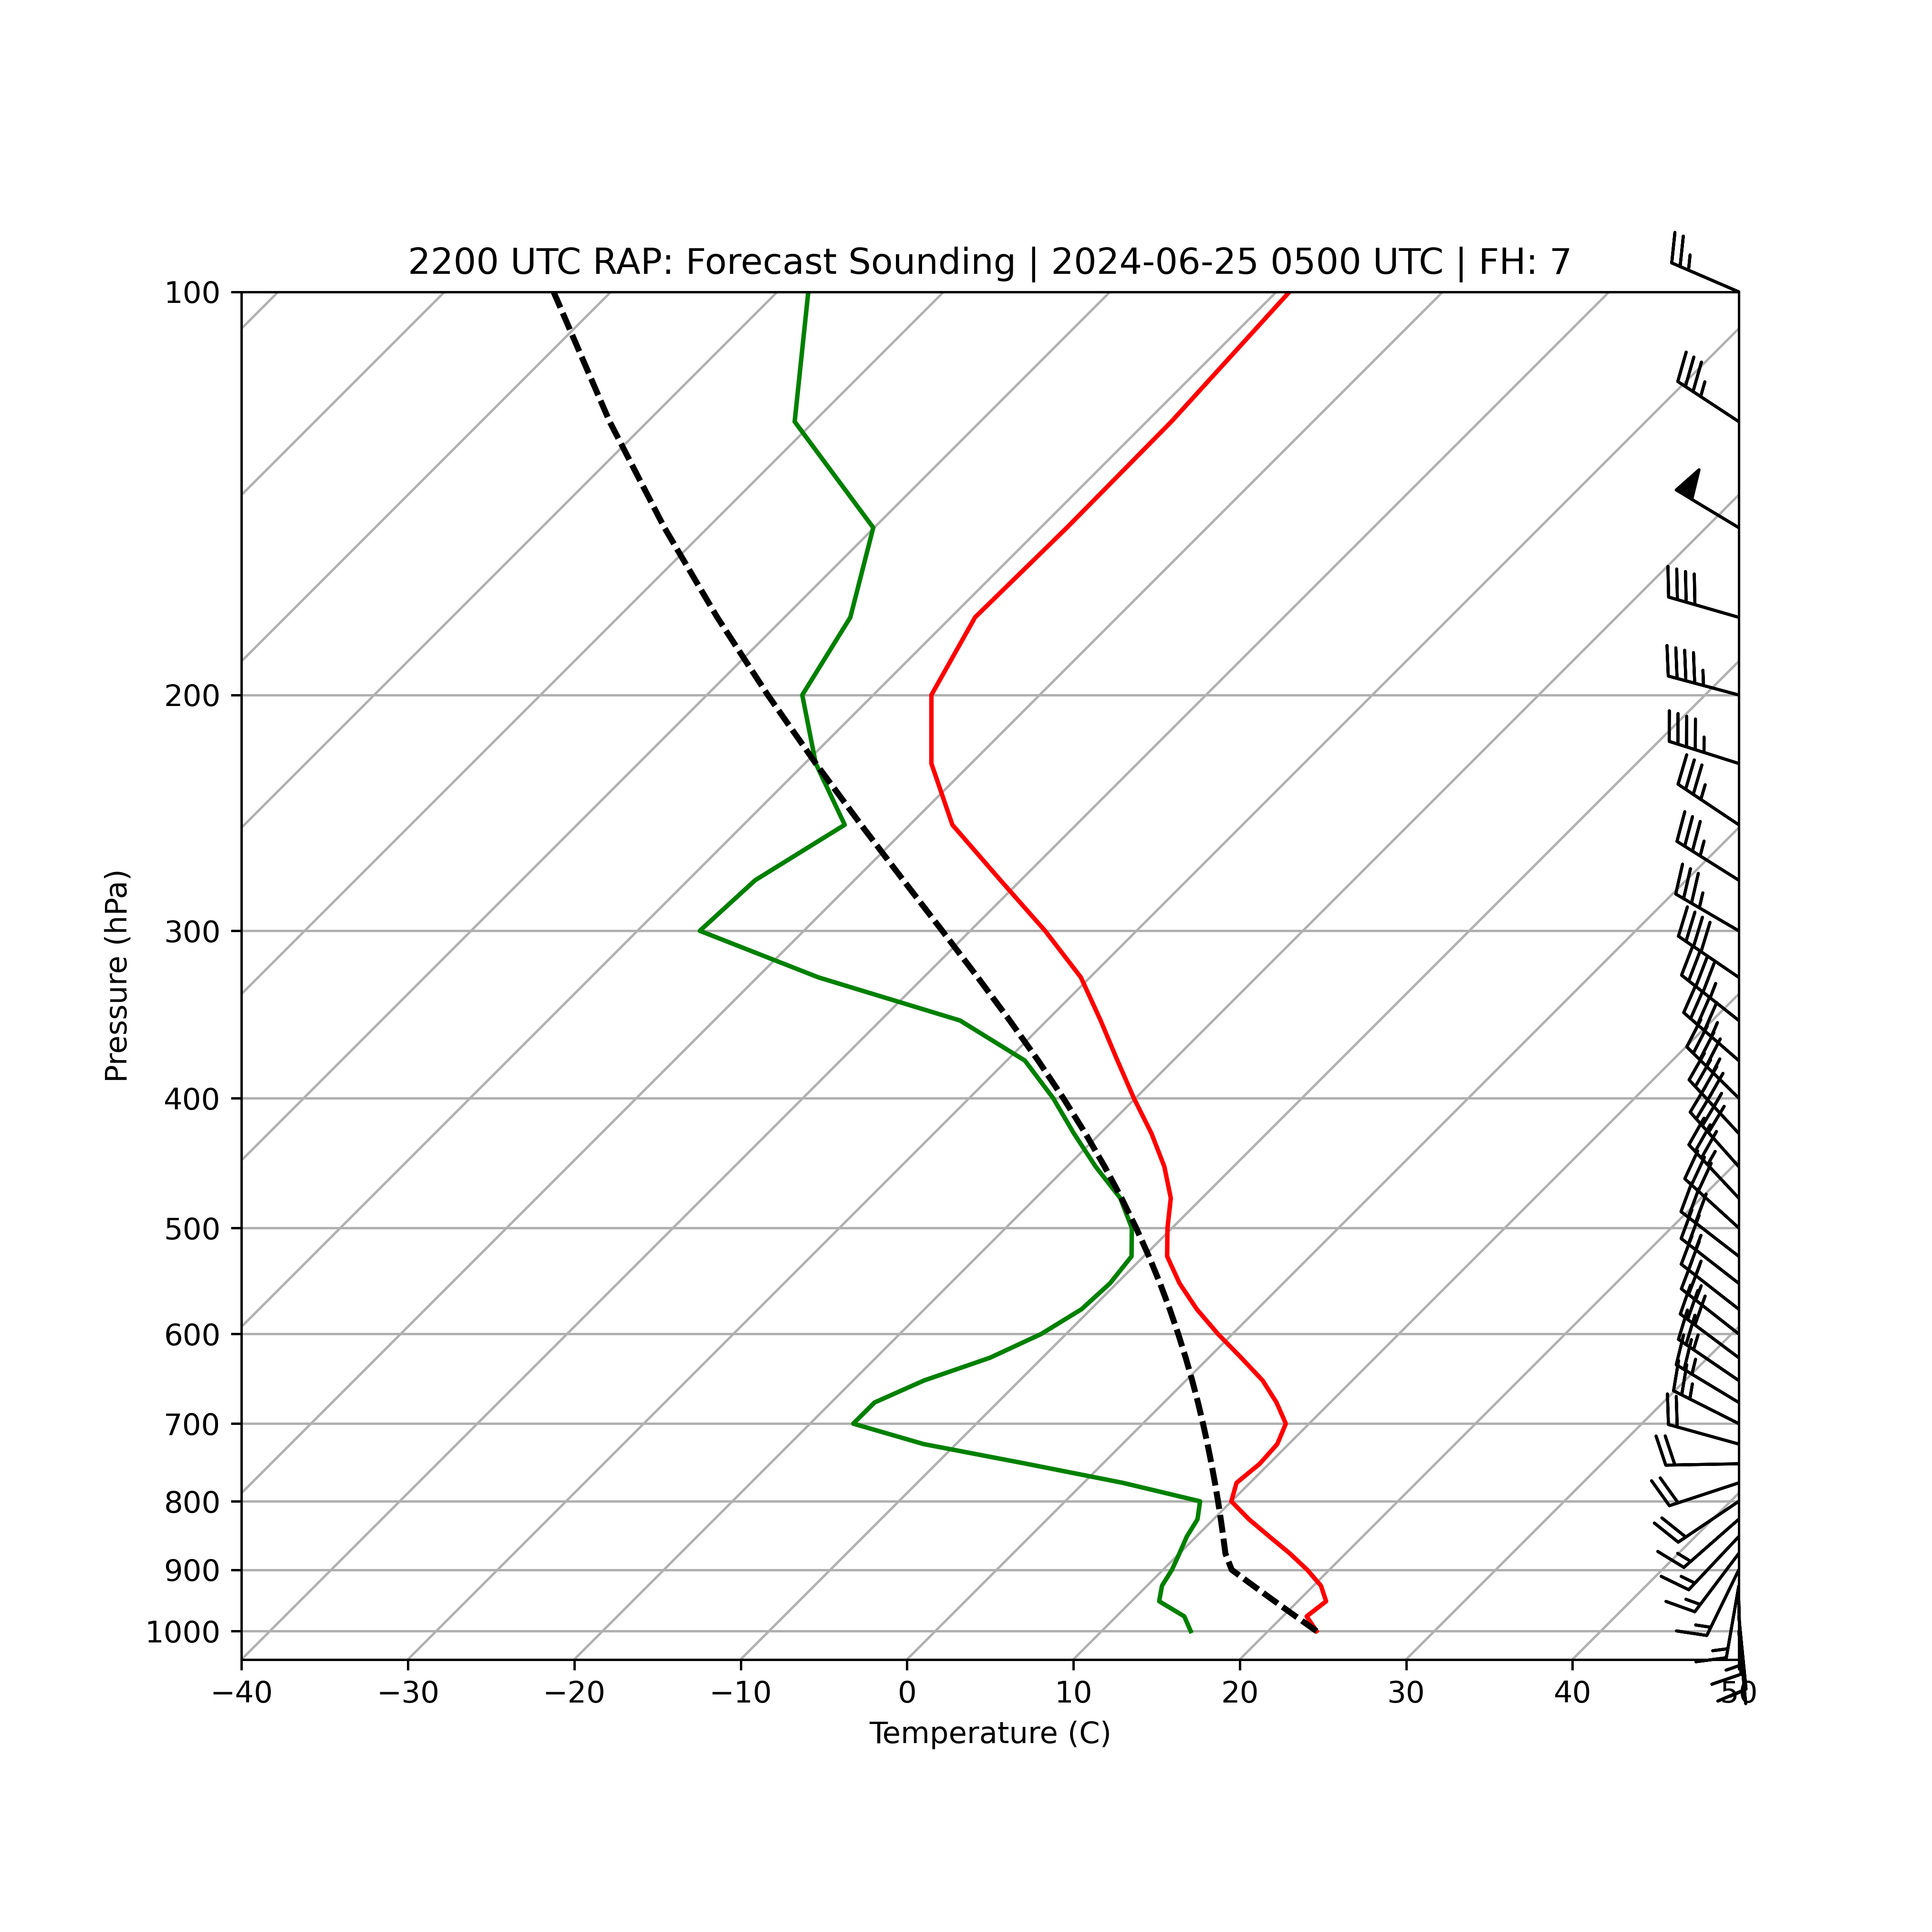 2200 UTC RAP: Forecast Sounding | 2024-06-25 0500 UTC | FH: 7
100
200
300
400
500
600
700
800
900
1000
Pressure (hPa)
−40 −30 −20 −10 0 10 20 30 40 50
Temperature (C)